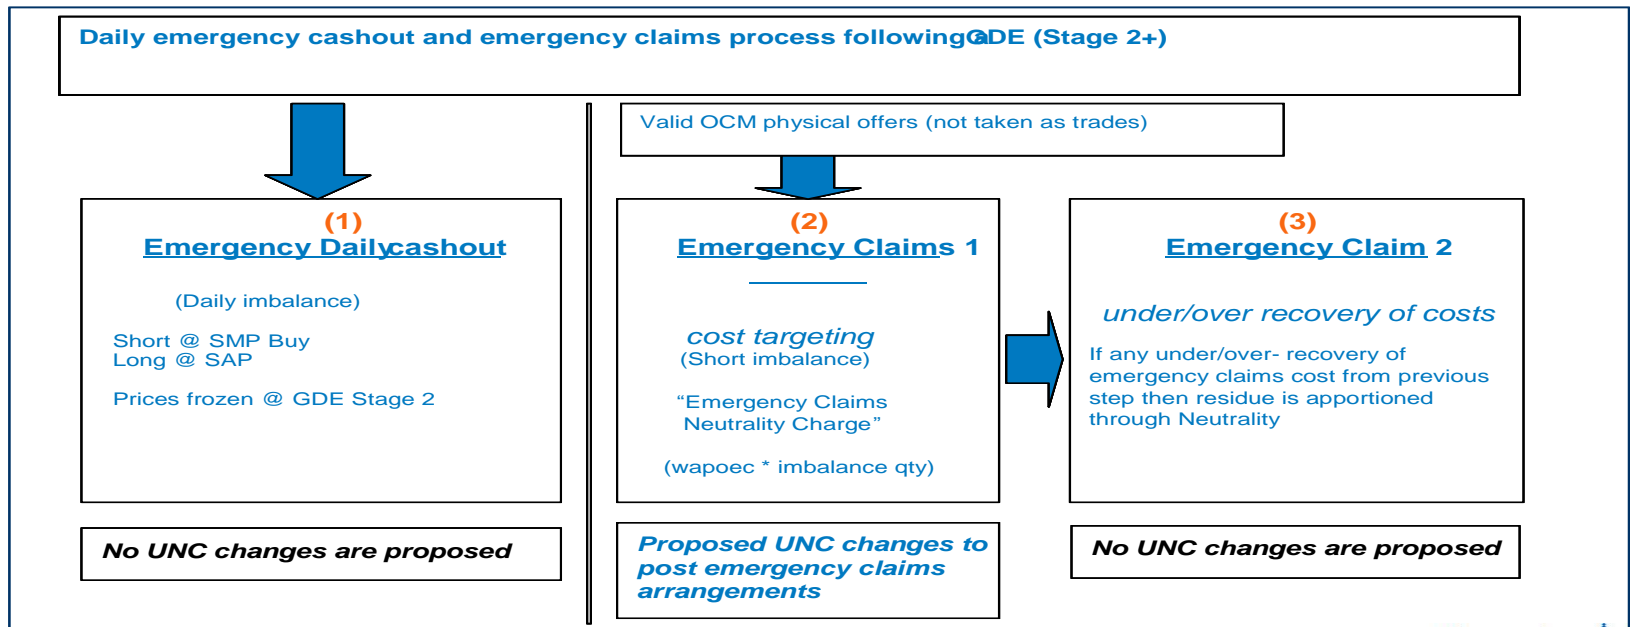 Daily emergency cashout and emergency claims process following a GDE (Stage 2+)
Valid OCM physical offers (not taken as trades)
(1)
Emergency Daily cashout
(Daily imbalance)
Short @ SMP Buy
Long @ SAP
Prices frozen @ GDE Stage 2
No UNC changes are proposed
(2)
Emergency Claims 1
cost targeting
(Short imbalance)
“Emergency Claims
Neutrality Charge”
(wapoec * imbalance qty)
Proposed UNC changes to
post emergency claims
arrangements
(3)
Emergency Claim 2
under/over recovery of costs
If any under/over- recovery of
emergency claims cost from previous
step then residue is apportioned
through Neutrality
No UNC changes are proposed